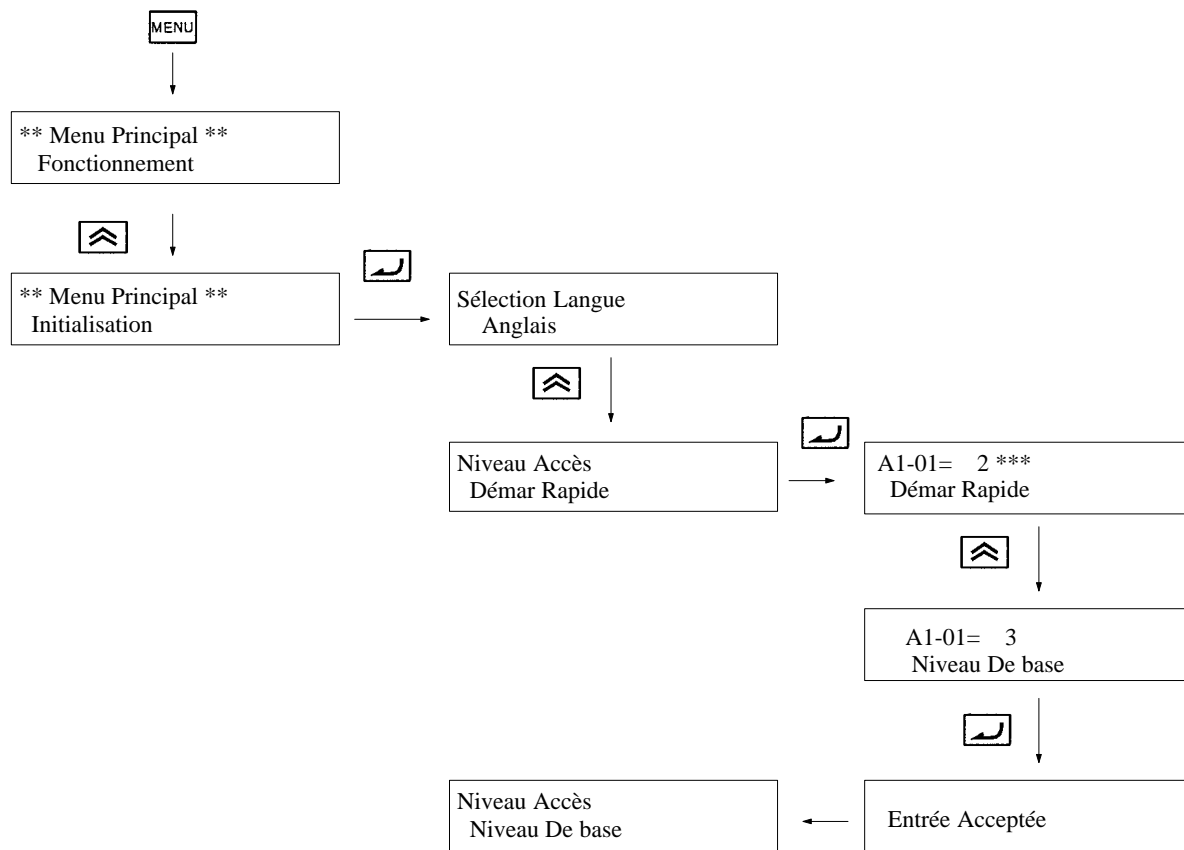 MENU
** Menu Principal **
Fonctionnement
** Menu Principal **
Initialisation
Sélection Langue
Anglais
Niveau Accès
Démar Rapide
A1-01= 2 ***
Démar Rapide
A1-01= 3
Niveau De base
Entrée Acceptée
Niveau Accès
Niveau De base